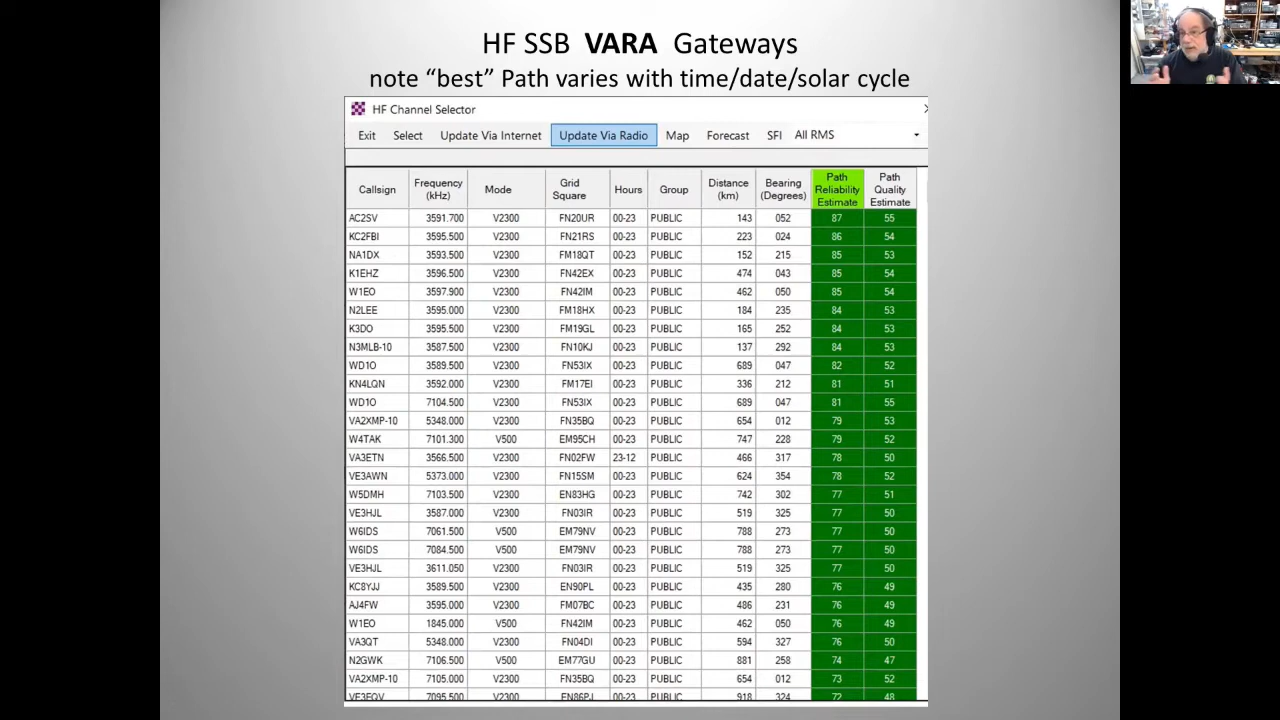 HF SSB VARA Gateways
note “best” Path varies with time/date/solar cycle
HF Channel Selector
Exit Select Update Via Internet Update Via Radio Map Forecast SFI All RMS
Callsign Frequency (kHz) Mode Grid Square Hours Group Distance (km) Bearing (Degrees) Path Reliability Estimate Path Quality Estimate
AC2SV 3591.700 V2300 FN20UR 00-23 PUBLIC 143 052 87 55
KC2FBI 3595.500 V2300 FN21RS 00-23 PUBLIC 223 024 86 54
NA1DX 3593.500 V2300 FM18QT 00-23 PUBLIC 152 215 85 53
K1EHZ 3596.500 V2300 FN42EX 00-23 PUBLIC 474 043 85 54
W1EO 3597.900 V2300 FN42IM 00-23 PUBLIC 462 050 85 54
N2LEE 3595.000 V2300 FM18HX 00-23 PUBLIC 184 235 84 53
K3DO 3595.500 V2300 FM19GL 00-23 PUBLIC 165 252 84 53
N3MLB-10 3587.500 V2300 FN10KJ 00-23 PUBLIC 137 292 84 53
WD1O 3589.500 V2300 FN53IX 00-23 PUBLIC 689 047 82 52
KN4LQN 3592.000 V2300 FM17EI 00-23 PUBLIC 336 212 81 51
WD1O 7104.500 V2300 FN53IX 00-23 PUBLIC 689 047 81 55
VA2XMP-10 5348.000 V2300 FN35BQ 00-23 PUBLIC 654 012 79 53
W4TAK 7101.300 V500 EM95CH 00-23 PUBLIC 747 228 79 52
VA3ETN 3566.500 V2300 FN02FW 23-12 PUBLIC 466 317 78 50
VE3AWN 5373.000 V2300 FN15SM 00-23 PUBLIC 624 354 78 52
W5DMH 7103.500 V2300 EN83HG 00-23 PUBLIC 742 302 77 51
VE3HJL 3587.000 V2300 FN03IR 00-23 PUBLIC 519 325 77 50
W6IDS 7061.500 V500 EM79NV 00-23 PUBLIC 788 273 77 50
W6IDS 7084.500 V500 EM79NV 00-23 PUBLIC 788 273 77 50
VE3HJL 3611.050 V2300 FN03IR 00-23 PUBLIC 519 325 77 50
KC8YJJ 3589.500 V2300 EN90PL 00-23 PUBLIC 435 280 76 49
AJ4FW 3595.000 V2300 FM07BC 00-23 PUBLIC 486 231 76 49
W1EO 1845.000 V500 FN42IM 00-23 PUBLIC 462 050 76 49
VA3QT 5348.000 V2300 FN04DI 00-23 PUBLIC 594 327 76 50
N2GWK 7106.500 V500 EM77GU 00-23 PUBLIC 881 258 74 47
VA2XMP-10 7105.000 V2300 FN35BQ 00-23 PUBLIC 654 012 73 52
7095.500 V2300 00-23 PUBLIC 918 324 72 48